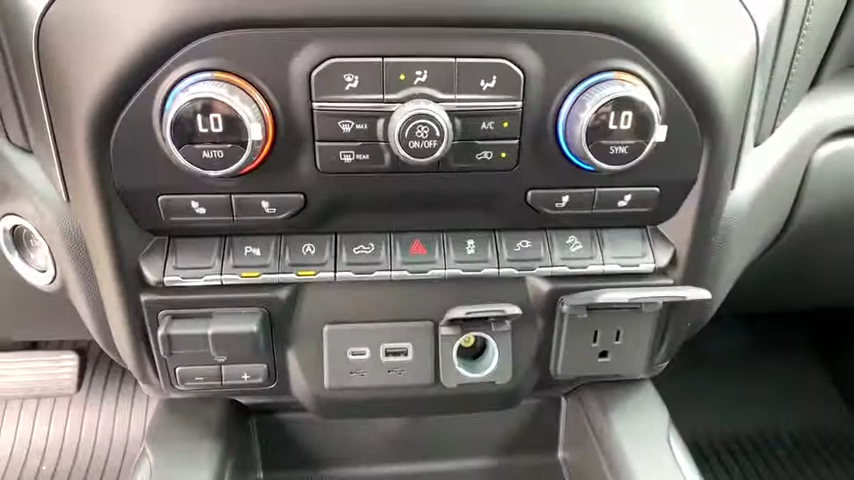 LO
AUTO
MAX
REAR
ON/OFF
A/C
LO
SYNC